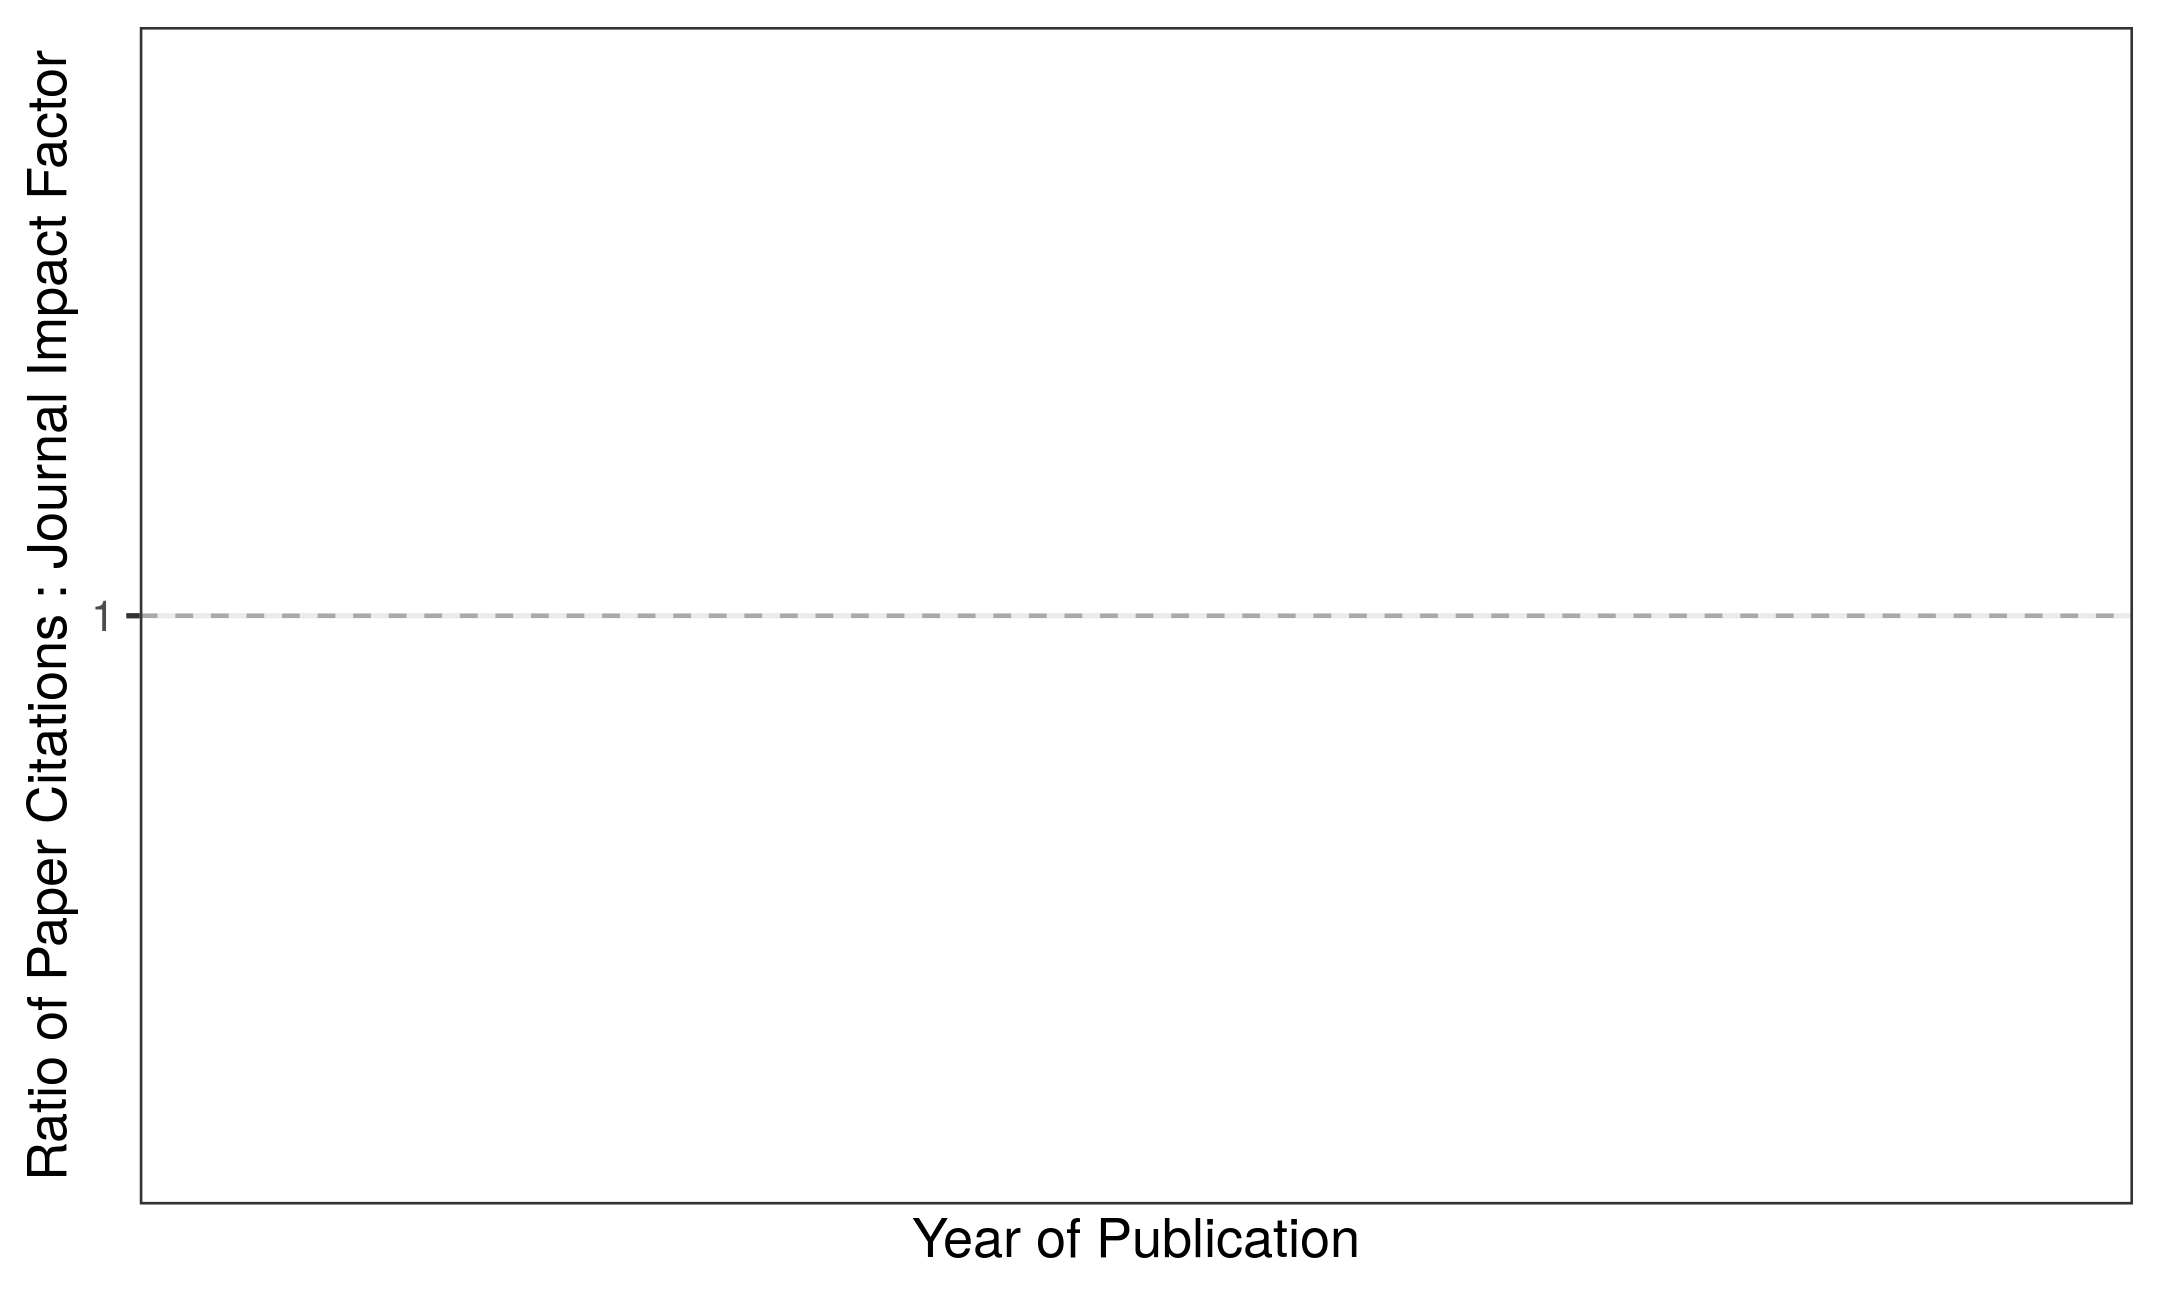 Ratio of Paper Citations : Journal Impact Factor
1
Year of Publication